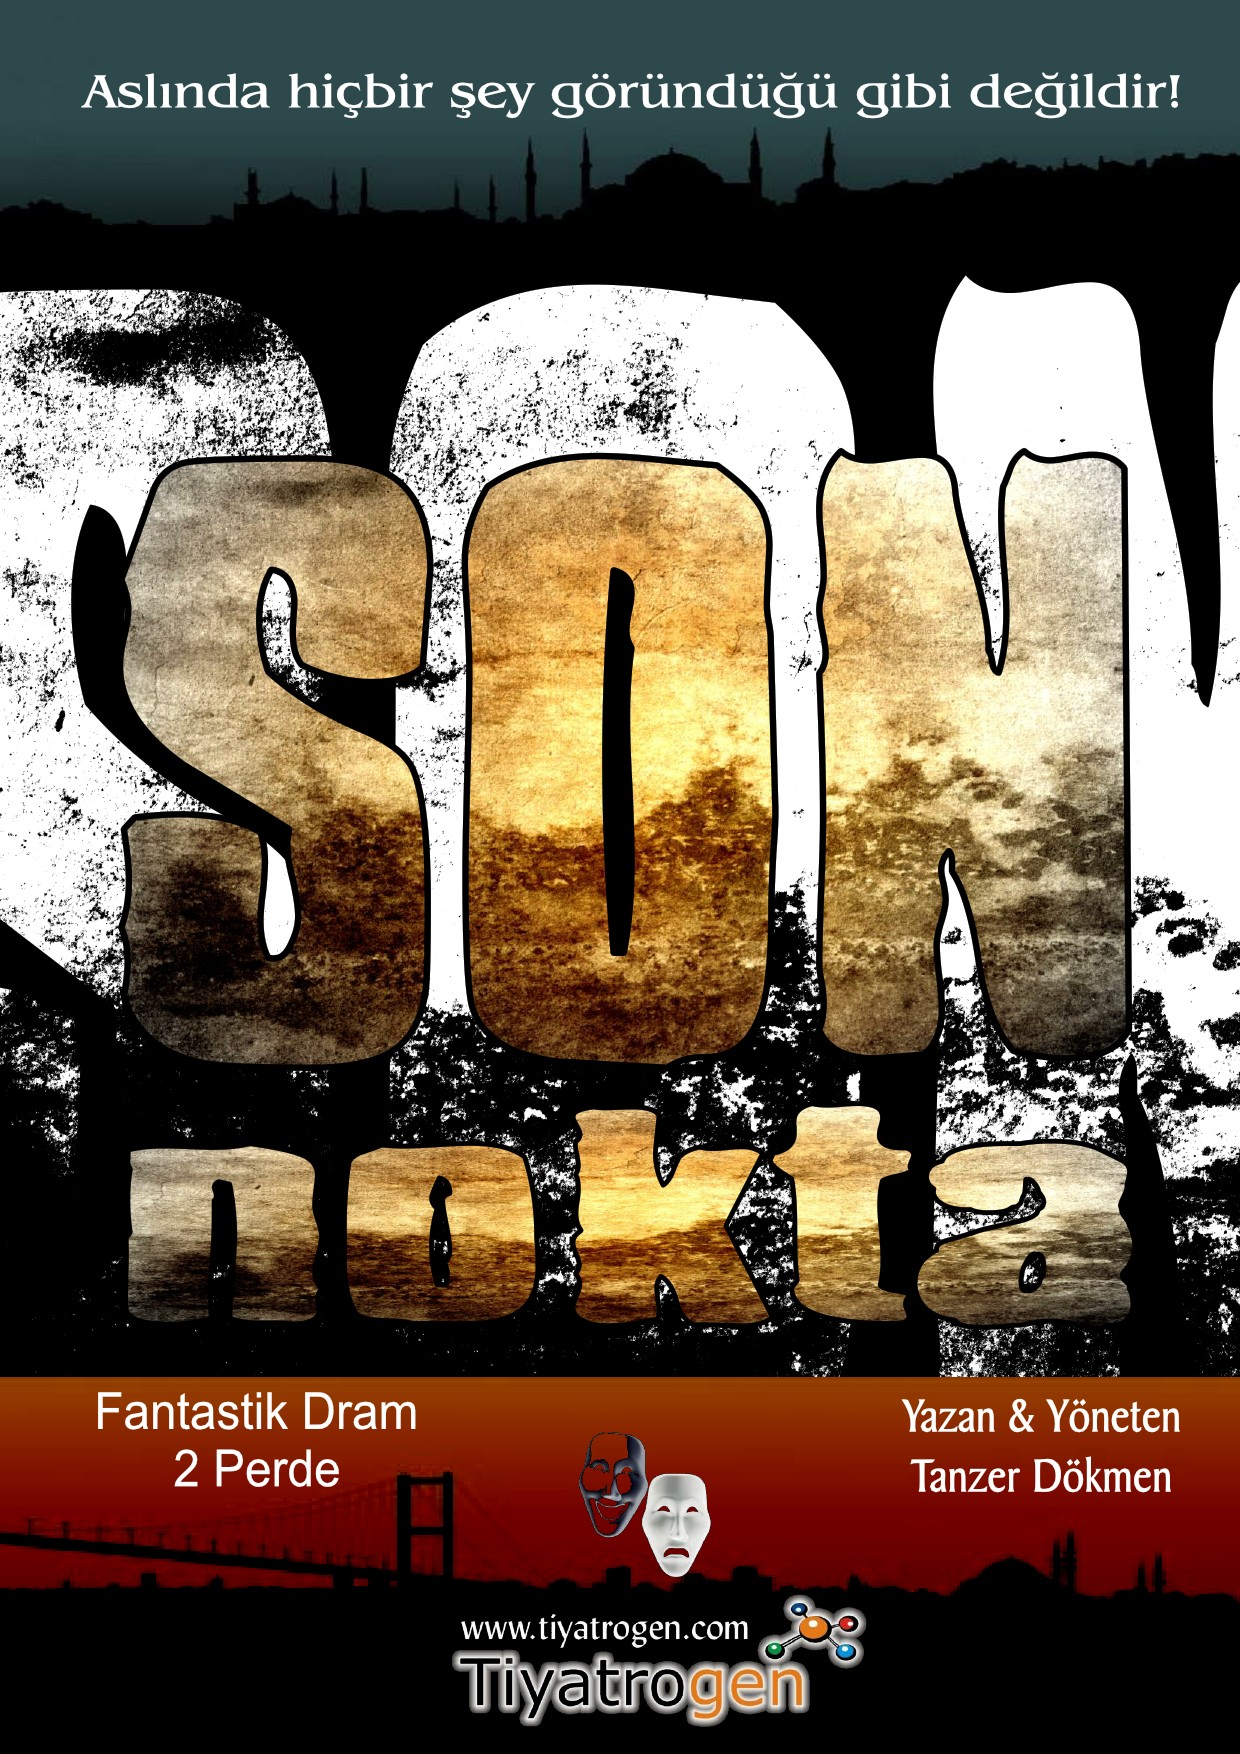 Aslında hiçbir şey göründüğü gibi değildir!
SON
nokta
Fantastik Dram
2 Perde
Yazan & Yöneten
Tanzer Dökmen
www.tiyatrogen.com
Tiyatrogen